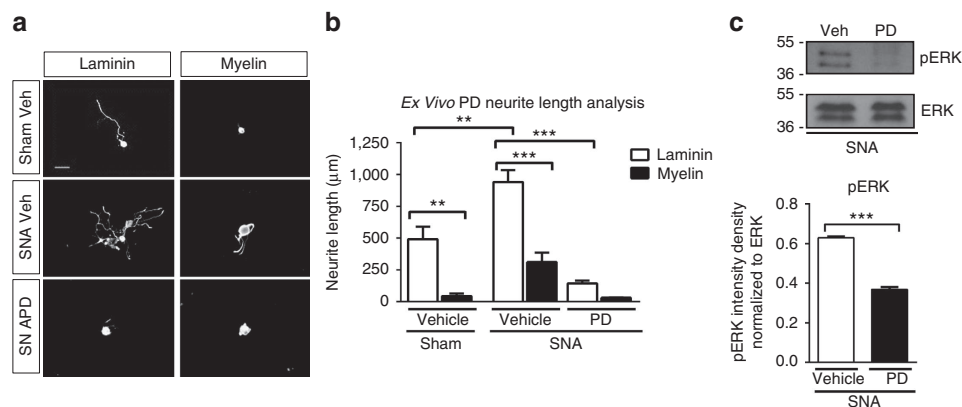 a
Laminin
Myelin
Sham Veh
SNA Veh
SN APD
b
Ex Vivo PD neurite length analysis
**
***
***
**
Laminin
Myelin
Neurite length (μm)
1,250
1,000
750
500
250
0
Vehicle
Vehicle
PD
Sham
SNA
c
Veh
PD
55
36
pERK
55
36
ERK
SNA
pERK
***
pERK intensity density
normalized to ERK
0.8
0.6
0.4
0.2
0.0
Vehicle
PD
SNA